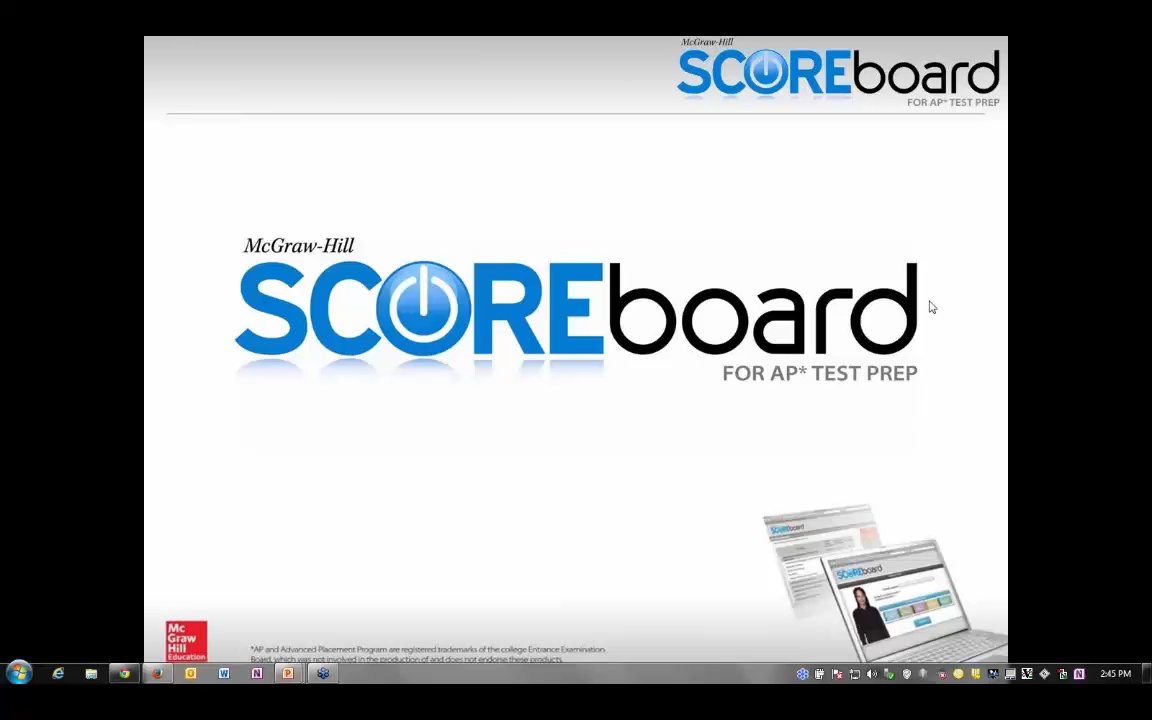 McGraw-Hill
SCOREboard
FOR AP* TEST PREP
McGraw-Hill
SCOREboard
FOR AP* TEST PREP
SCOREboard
SCOREboard
Mc
Graw
Hill
Education
*AP and Advanced Placement Program are registered trademarks of the college Entrance Examination.
Board, which was not involved in the production of and does not endorse these products.
2:45 PM